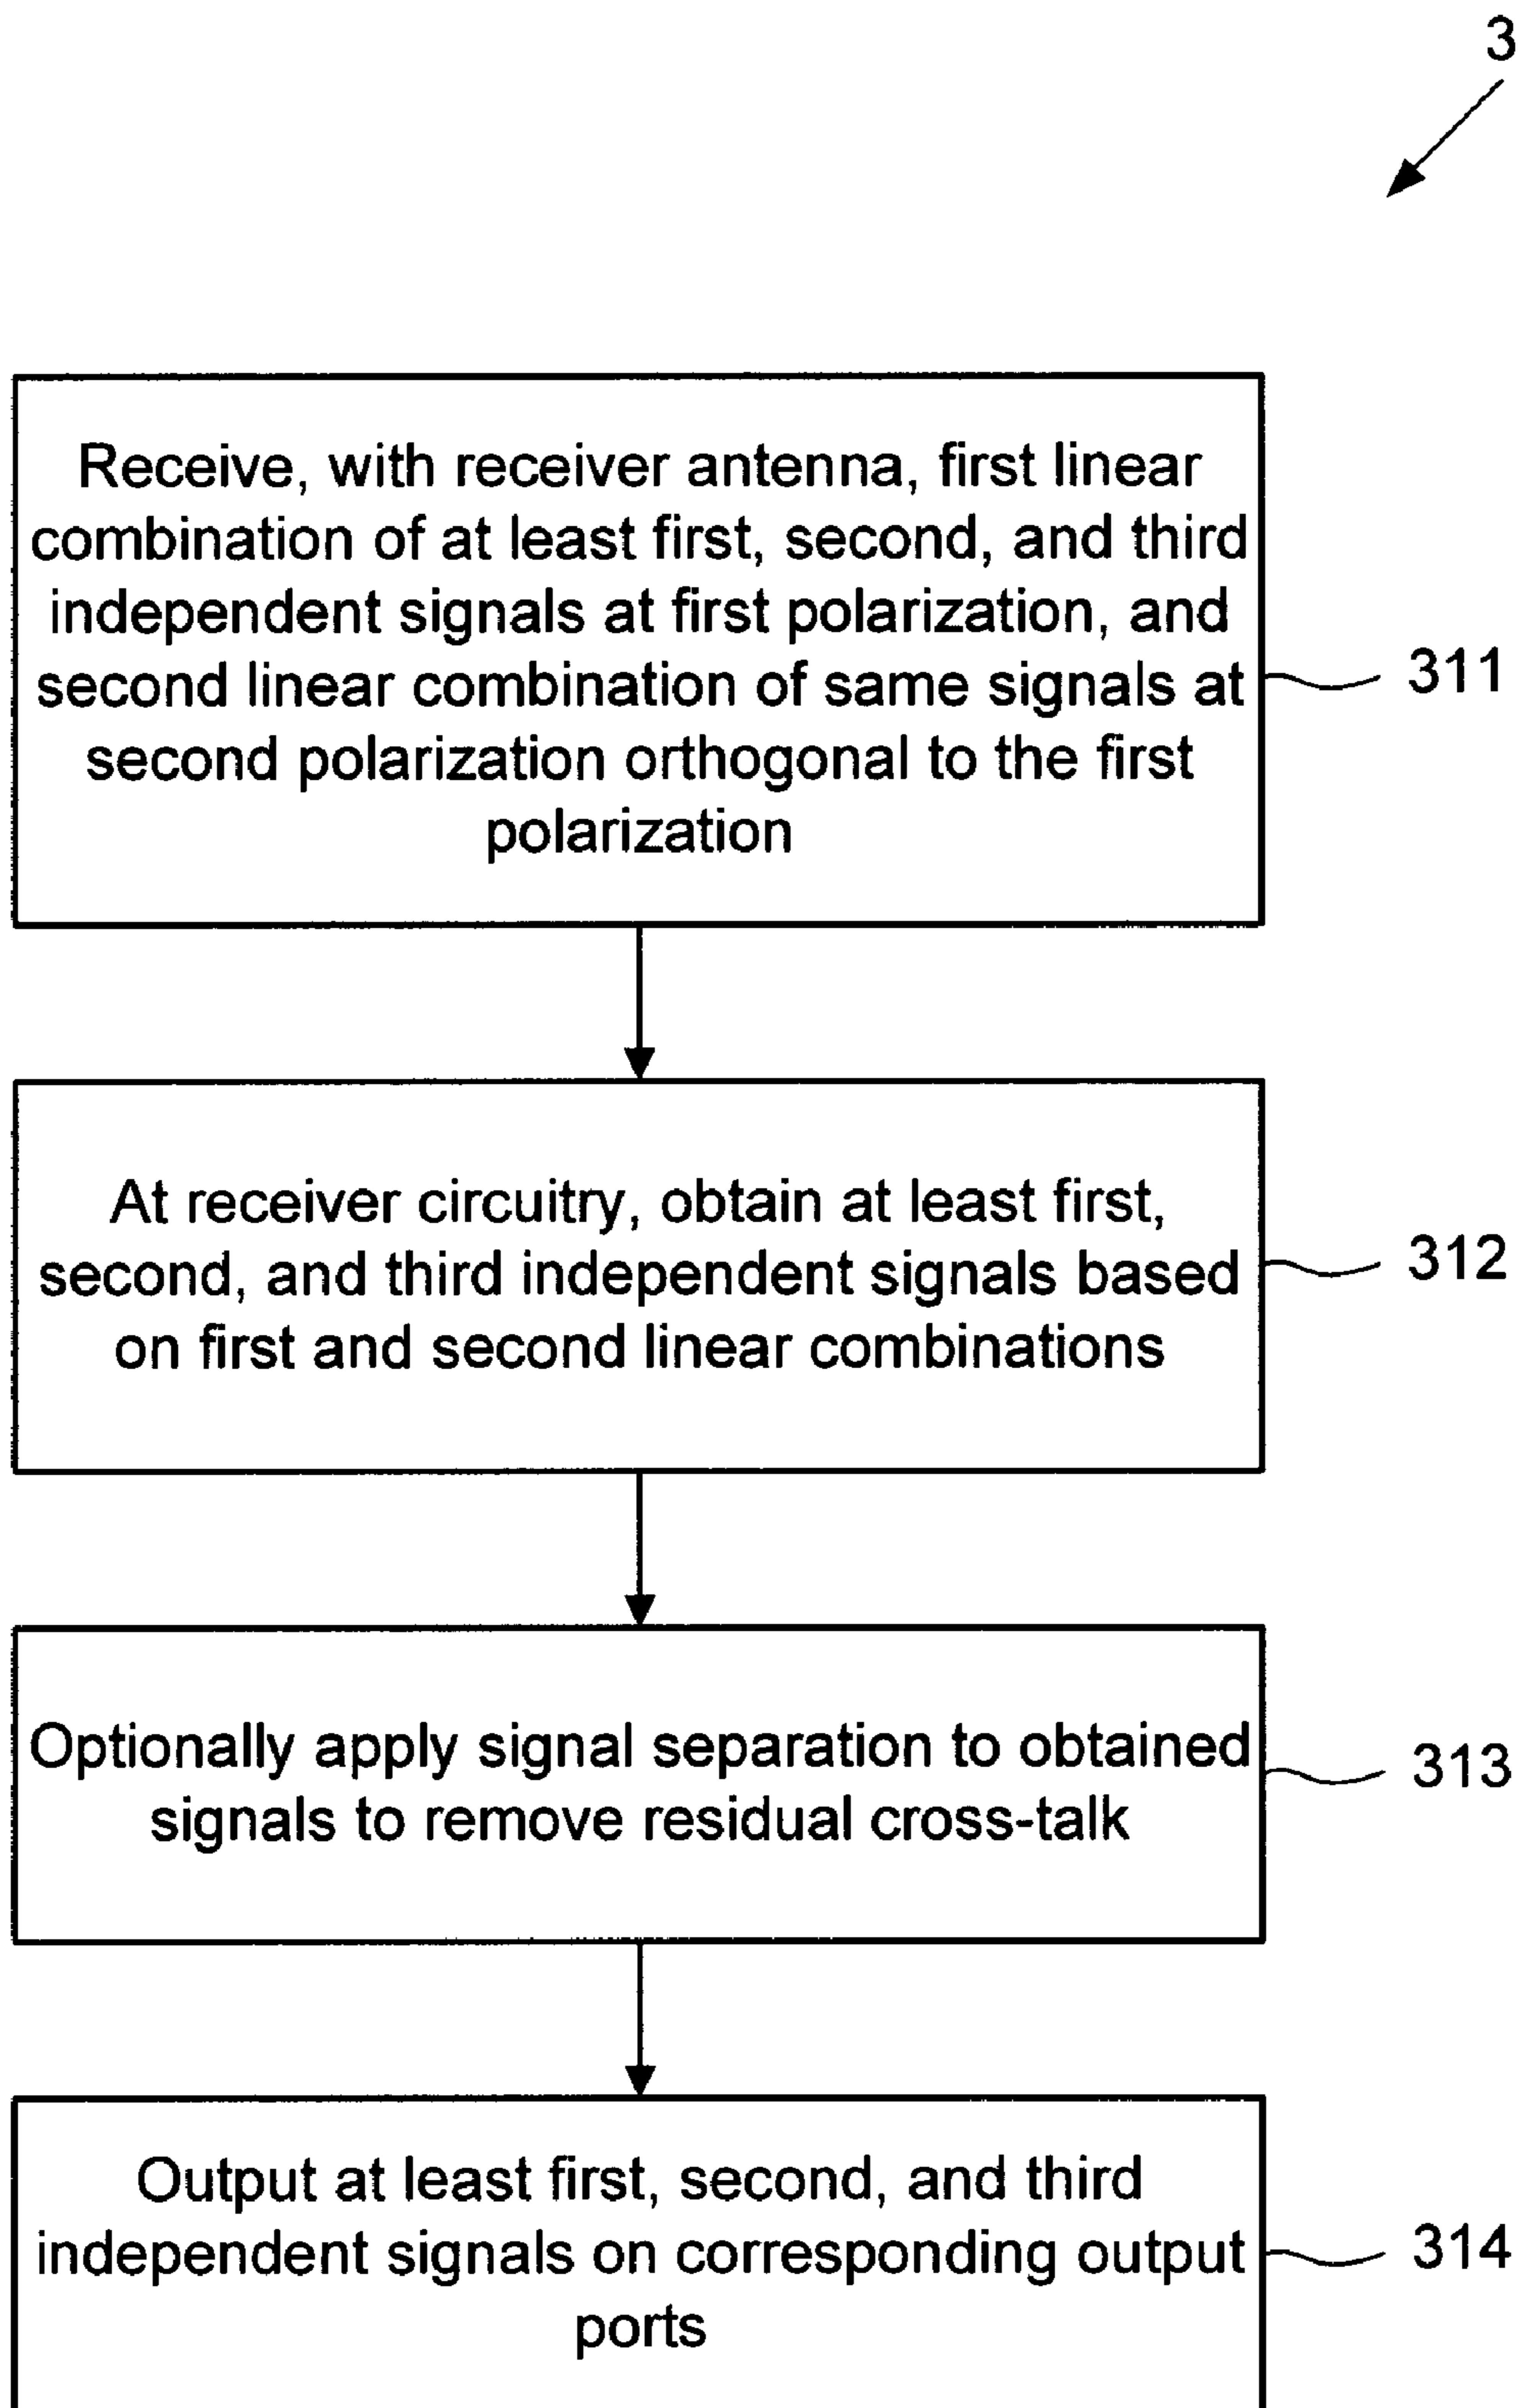 3
Receive, with receiver antenna, first linear
combination of at least first, second, and third
independent signals at first polarization, and
second linear combination of same signals at
second polarization orthogonal to the first
polarization
311
At receiver circuitry, obtain at least first,
second, and third independent signals based
on first and second linear combinations
312
Optionally apply signal separation to obtained
signals to remove residual cross-talk
313
Output at least first, second, and third
independent signals on corresponding output
ports
314